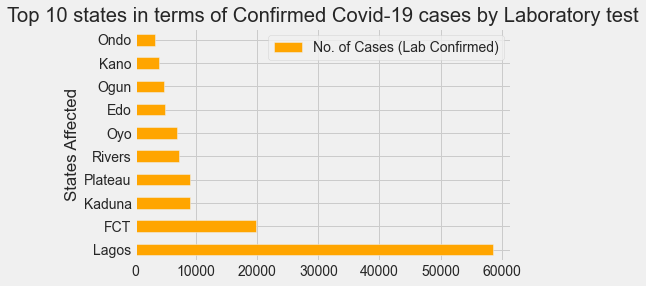 Top 10 states in terms of Confirmed Covid-19 cases by Laboratory test
No. of Cases (Lab Confirmed)
States Affected
Ondo
Kano
Ogun
Edo
Oyo
Rivers
Plateau
Kaduna
FCT
Lagos
0 10000 20000 30000 40000 50000 60000